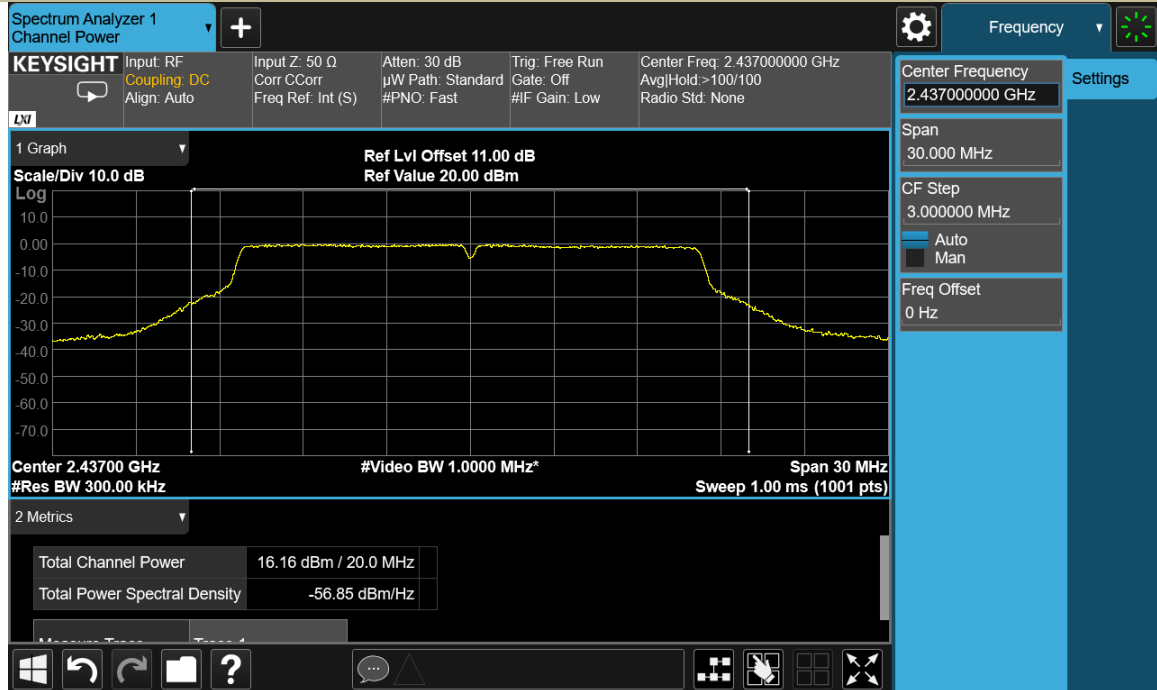 Spectrum Analyzer 1
Channel Power
Frequency
KEYSIGHT
LXI
Input: RF
Coupling: DC
Align: Auto
Input Z: 50 Ω
Corr CCorr
Freq Ref: Int (S)
Atten: 30 dB
µW Path: Standard
#PNO: Fast
Trig: Free Run
Gate: Off
#IF Gain: Low
Center Freq: 2.437000000 GHz
Avg|Hold:>100/100
Radio Std: None
Center Frequency
2.437000000 GHz
Settings
Span
30.000 MHz
CF Step
3.000000 MHz
Auto
Man
Freq Offset
0 Hz
1 Graph
Scale/Div 10.0 dB
Ref Lvl Offset 11.00 dB
Ref Value 20.00 dBm
Log
10.0
0.00
-10.0
-20.0
-30.0
-40.0
-50.0
-60.0
-70.0
Center 2.43700 GHz
#Res BW 300.00 kHz
#Video BW 1.0000 MHz*
Span 30 MHz
Sweep 1.00 ms (1001 pts)
2 Metrics
Total Channel Power 16.16 dBm / 20.0 MHz
Total Power Spectral Density -56.85 dBm/Hz
Measure Trace Trace 1
?